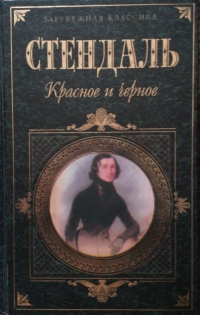 ЗАРУБЕЖНАЯ КЛАССИКА
СТЕНДАЛЬ
Красное и черное